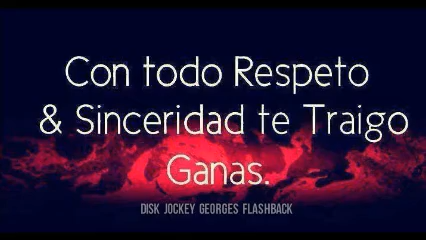 Con todo Respeto
& Sinceridad te Traigo
Ganas.
DISK JOCKEY GEORGES FLASHBACK